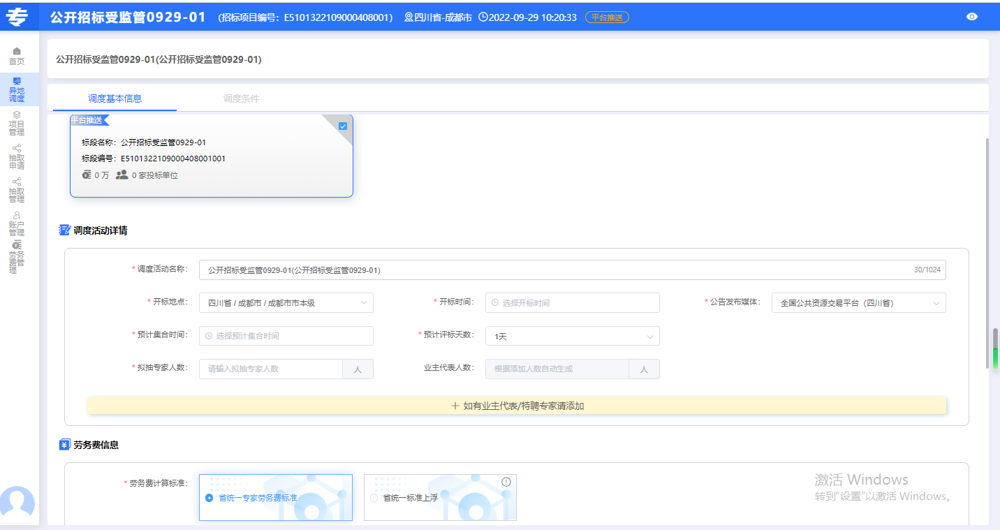 专 公开招标受监管0929-01 (招标项目编号：E5101322109000408001) 四川省-成都市 2022-09-29 10:20:33 平台推送
首页
异地
调度
项目
管理
抽取
申请
抽取
管理
账户
管理
劳务
费管
理
公开招标受监管0929-01(公开招标受监管0929-01)
调度基本信息 调度条件
平台推送
标段名称：公开招标受监管0929-01
标段编号：E5101322109000408001001
0 万 0 家投标单位
调度活动详情
* 调度活动名称： 公开招标受监管0929-01(公开招标受监管0929-01) 30/1024
* 开标地点： 四川省 / 成都市 / 成都市市本级 * 开标时间： 选择开标时间 * 公告发布媒体： 全国公共资源交易平台（四川省）
* 预计集合时间： 选择预计集合时间 * 预计评标天数： 1天
* 拟抽专家人数： 请输入拟抽专家人数 人 业主代表人数： 根据添加人数自动生成 人
+ 如有业主代表/特聘专家请添加
¥ 劳务费信息
* 劳务费计算标准： 省统一专家劳务费标准 省统一标准上浮
激活 Windows
转到“设置”以激活 Windows。